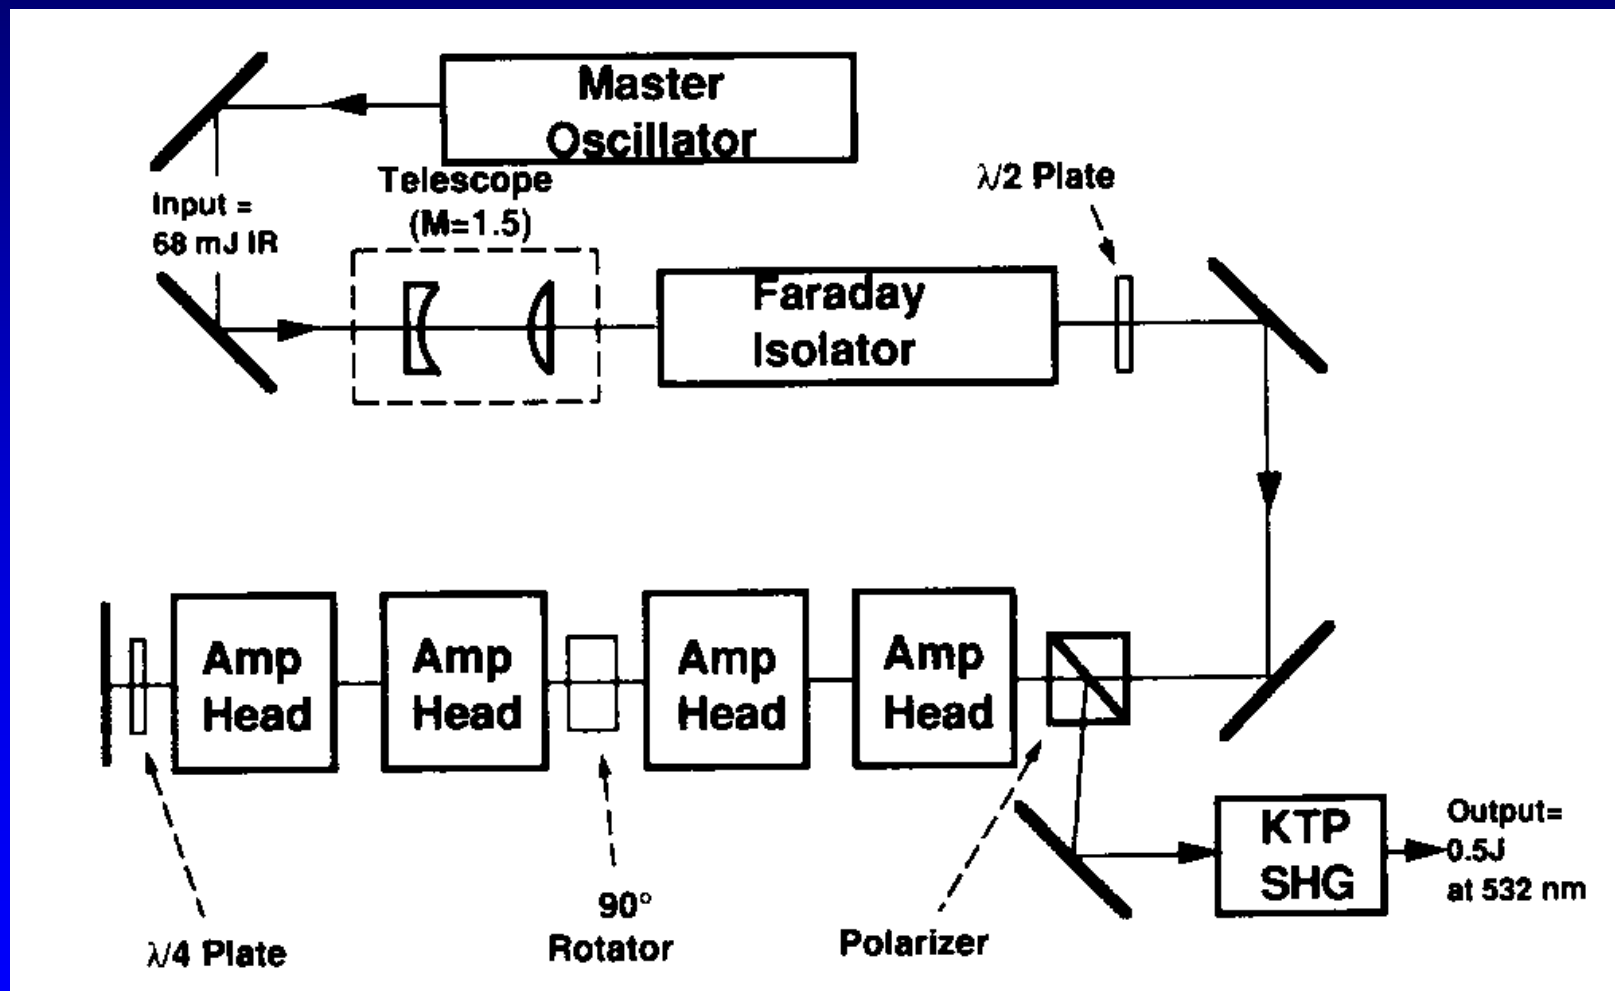 Master
Oscillator
Input =
68 mJ IR
Telescope
(M=1.5)
Faraday
Isolator
λ/2 Plate
Amp
Head
Amp
Head
Amp
Head
Amp
Head
λ/4 Plate
90°
Rotator
Polarizer
KTP
SHG
Output=
0.5J
at 532 nm